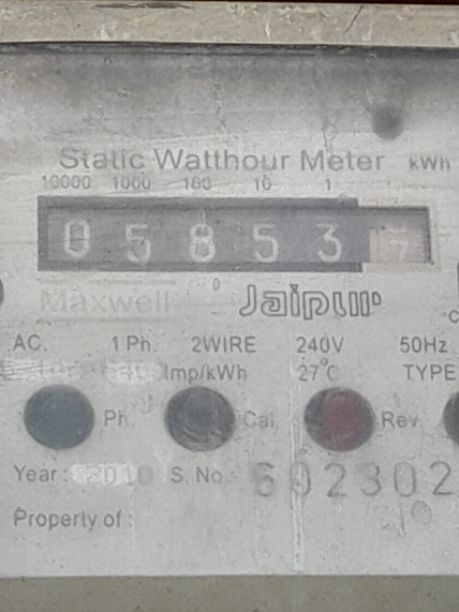 Static Watthour Meter kWh
10000 1000 100 10 1
0 5 8 5 3
Maxwell Jaipur
AC. 1 Ph. 2WIRE 240V 50Hz
Imp/kWh 27°C TYPE
Ph. Cal. Rev.
Year : S. No. 602302
Property of :